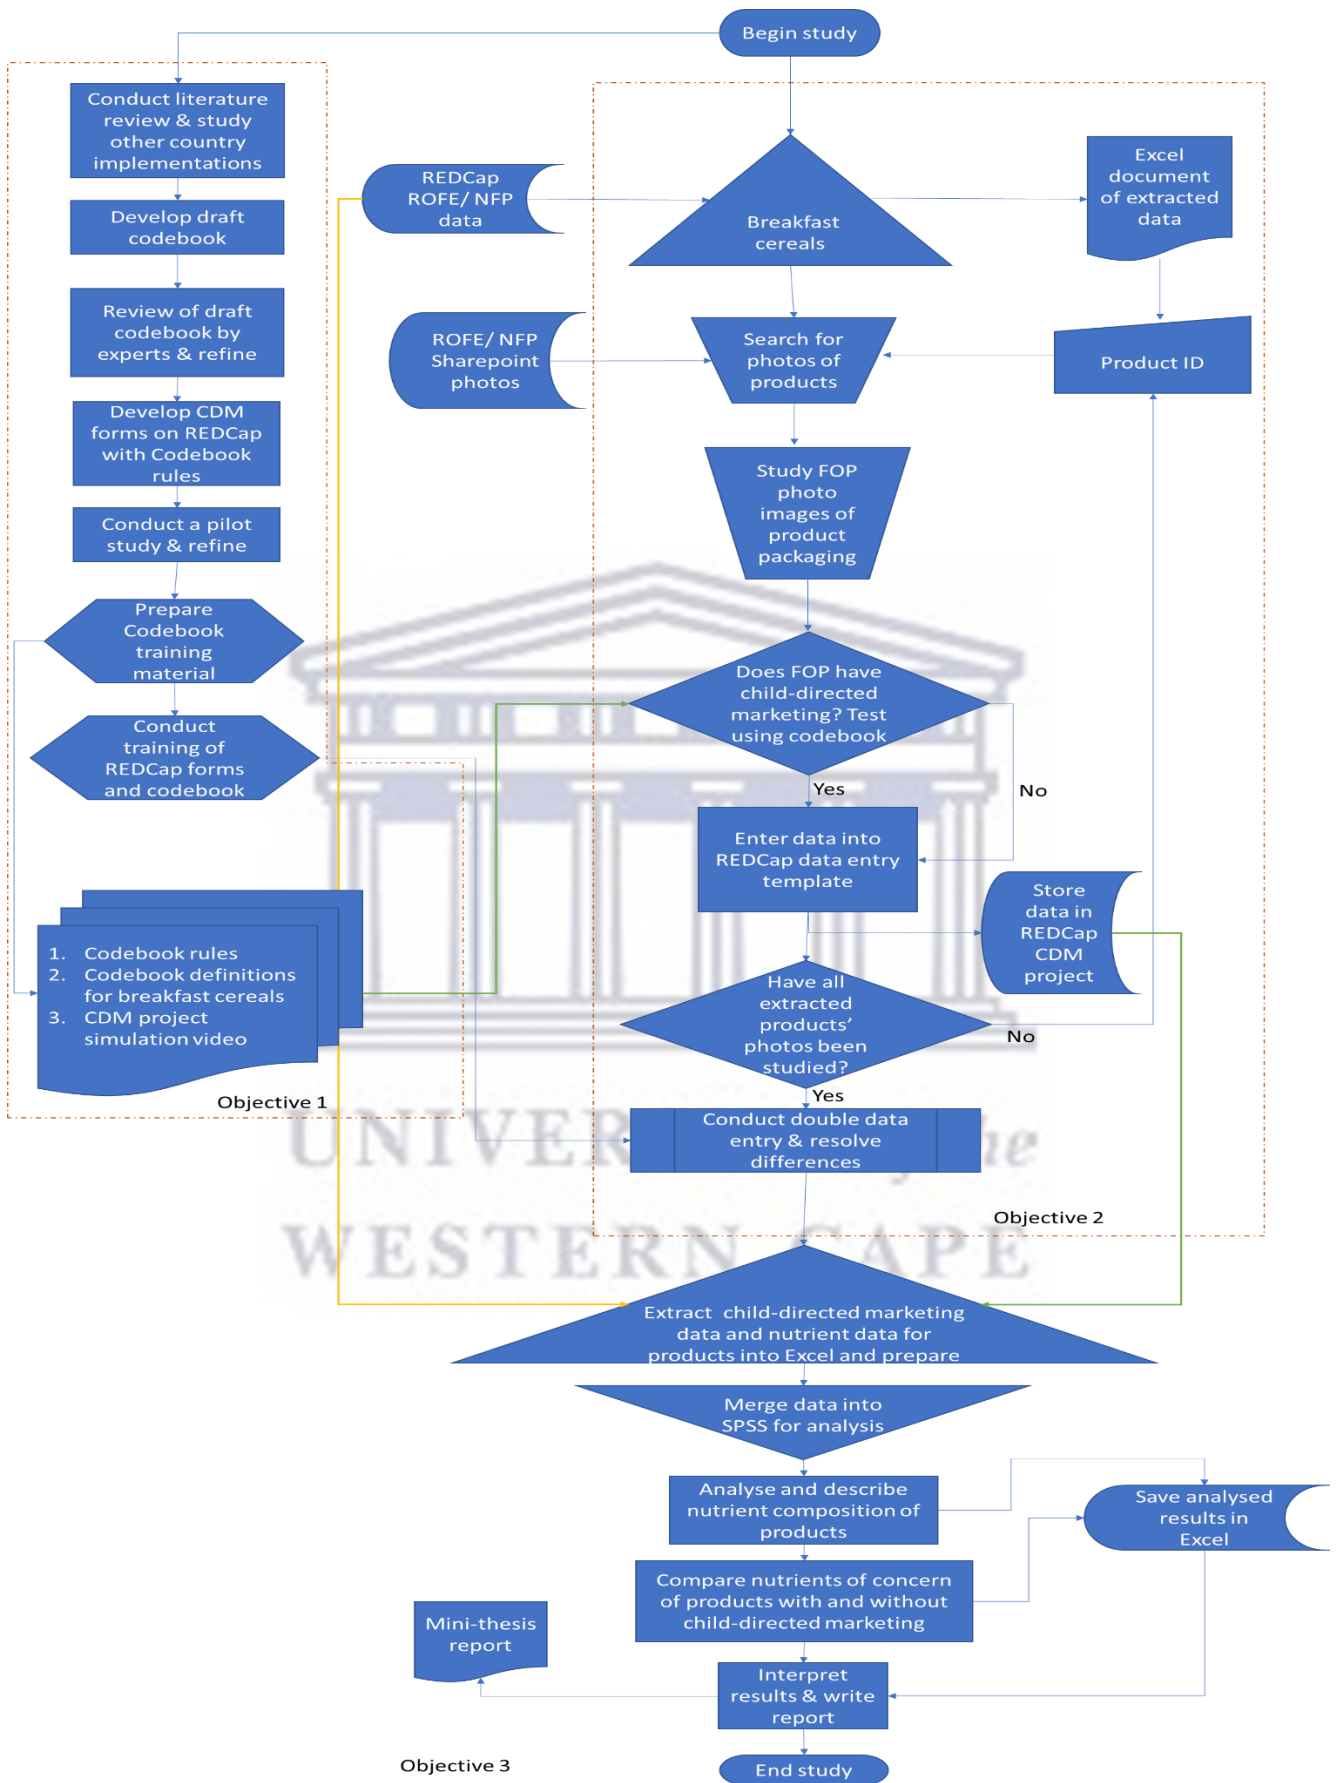 Begin study
Conduct literature
review & study
other country
implementations
Develop draft
codebook
Review of draft
codebook by
experts & refine
Develop CDM
forms on REDCap
with Codebook
rules
Conduct a pilot
study & refine
Prepare
Codebook
training
material
Conduct
training of
REDCap forms
and codebook
1. Codebook rules
2. Codebook definitions
for breakfast cereals
3. CDM project
simulation video
Objective 1
REDCap
ROFE/ NFP
data
Breakfast
cereals
Excel
document
of extracted
data
ROFE/ NFP
Sharepoint
photos
Search for
photos of
products
Product ID
Study FOP
photo
images of
product
packaging
Does FOP have
child-directed
marketing? Test
using codebook
Yes
No
Enter data into
REDCap data entry
template
Store
data in
REDCap
CDM
project
Have all
extracted
products’
photos been
studied?
No
Yes
Conduct double data
entry & resolve
differences
Objective 2
UNIVER the
WESTERN CAPE
Extract child-directed marketing
data and nutrient data for
products into Excel and prepare
Merge data into
SPSS for analysis
Analyse and describe
nutrient composition of
products
Save analysed
results in
Excel
Compare nutrients of concern
of products with and without
child-directed marketing
Mini-thesis
report
Interpret
results & write
report
Objective 3
End study